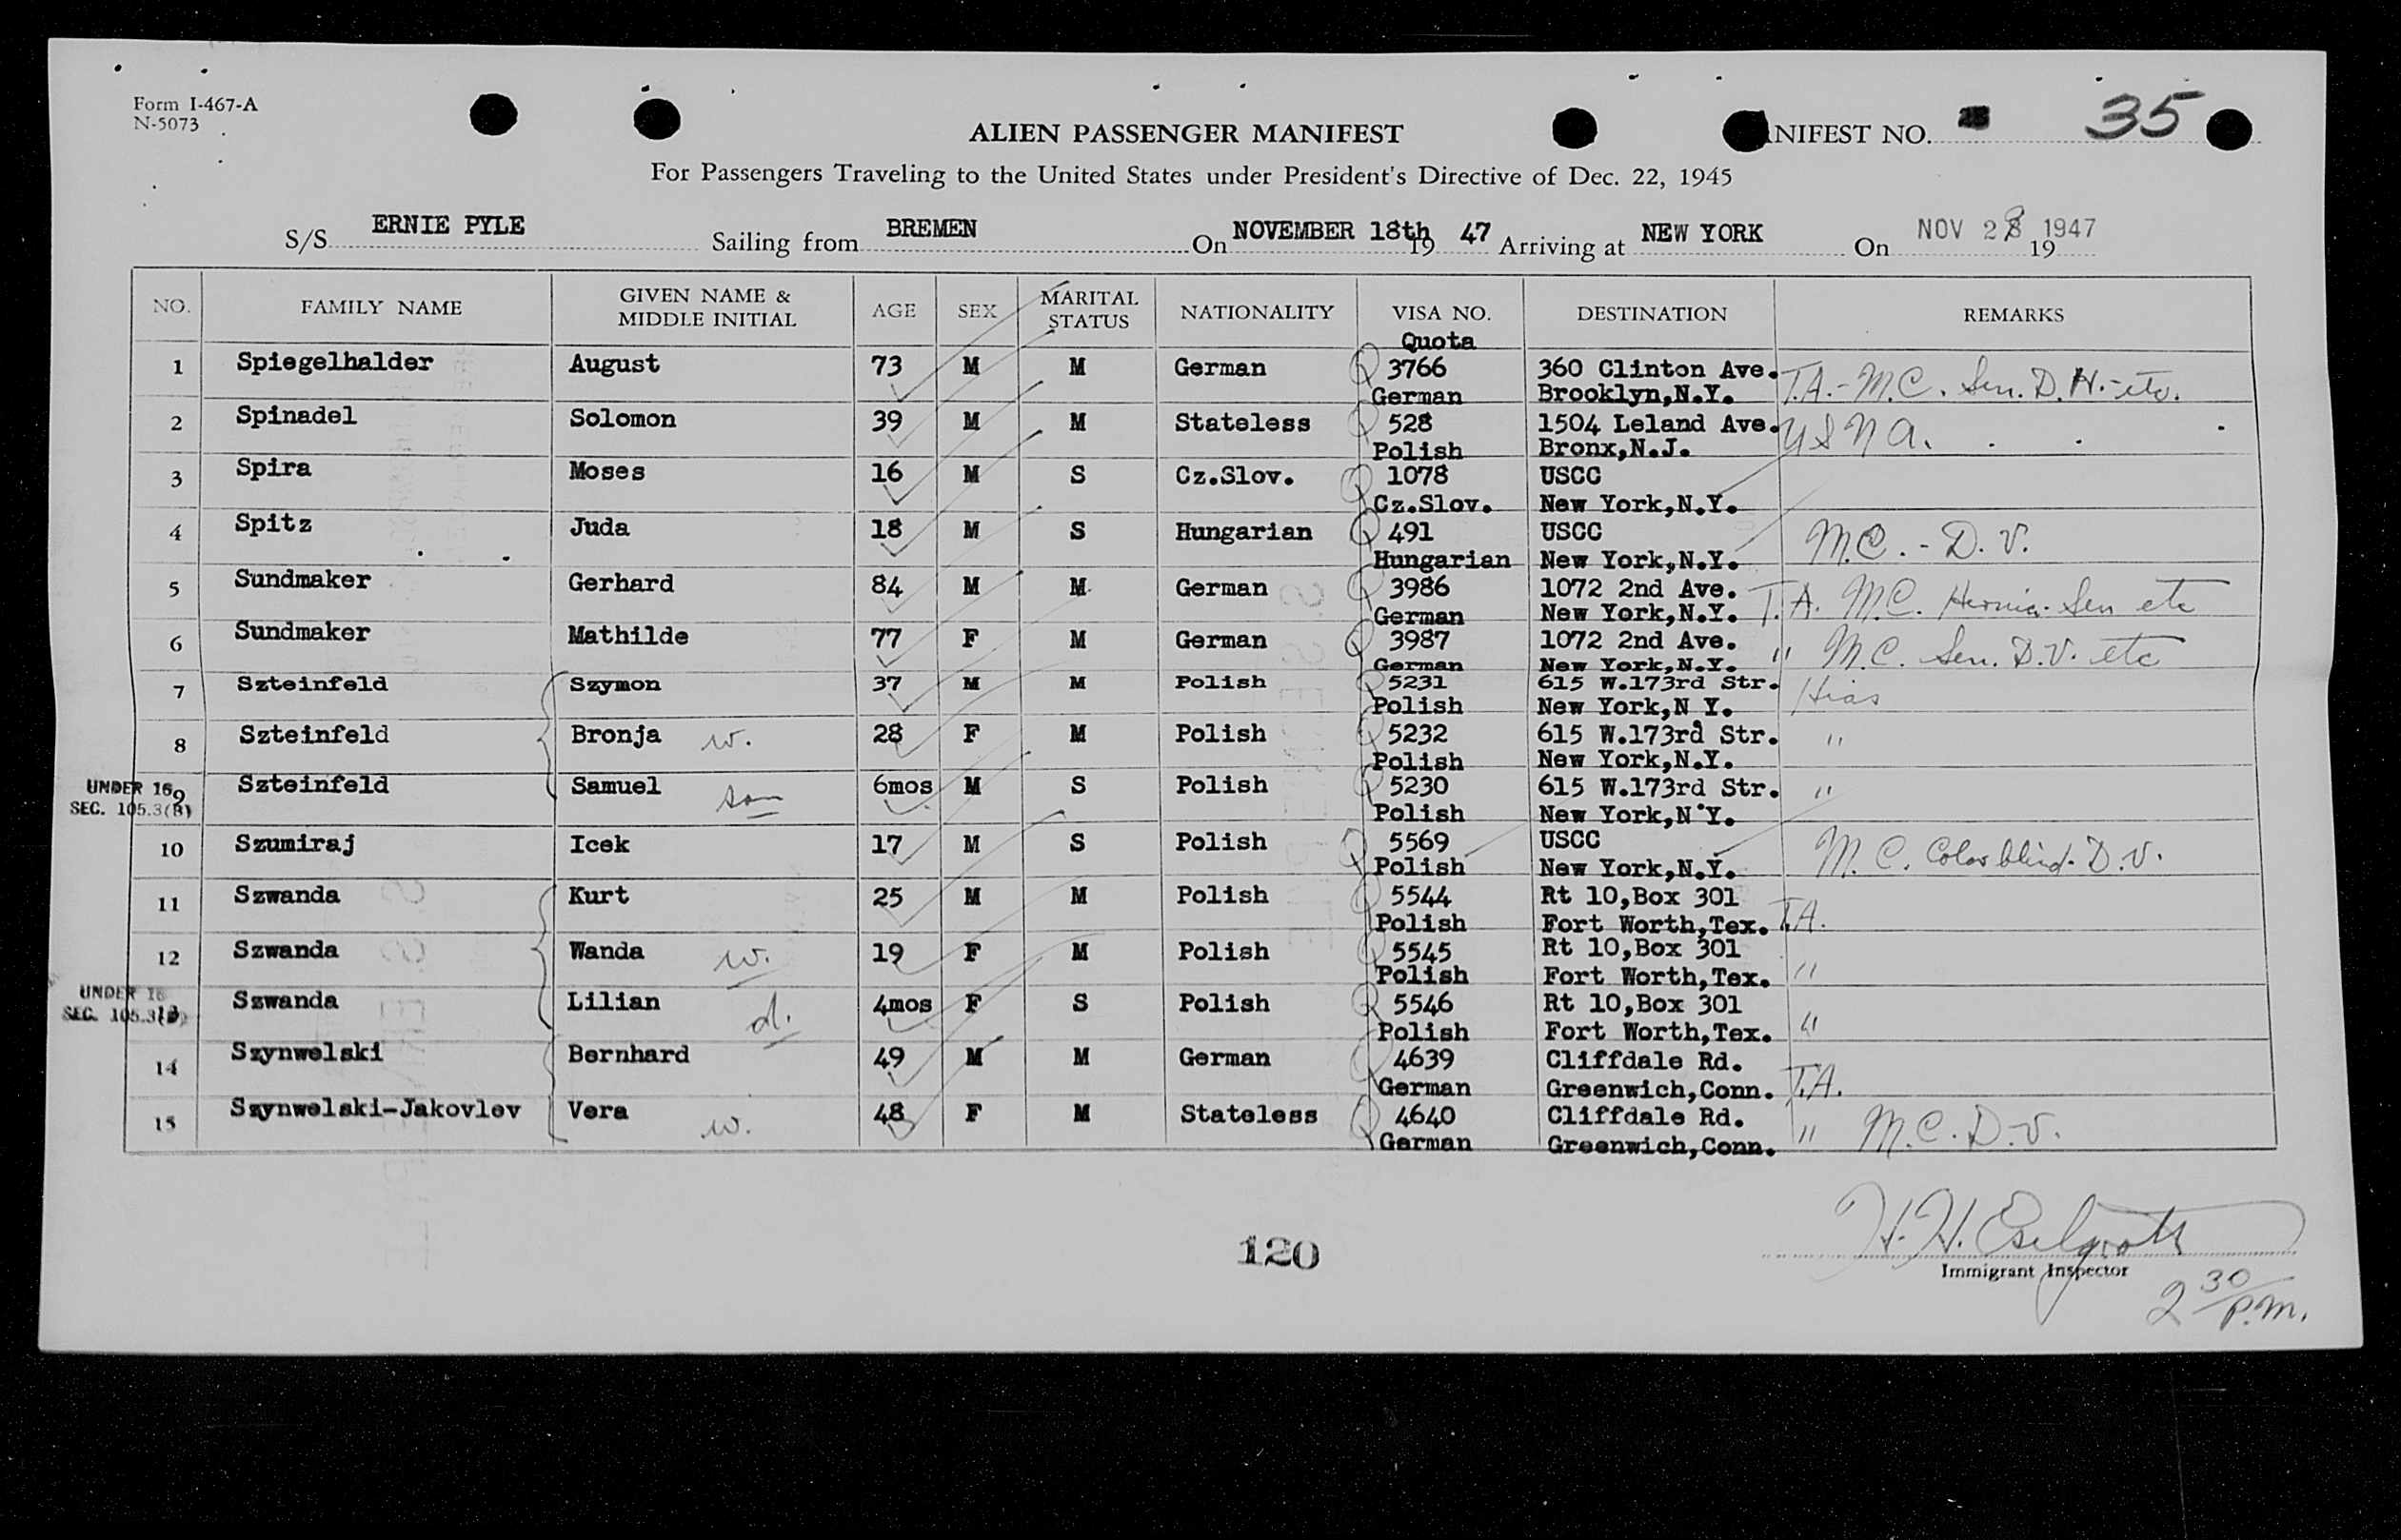 Form I-467-A
N-5073
ALIEN PASSENGER MANIFEST
ANIFEST NO. 35
For Passengers Traveling to the United States under President's Directive of Dec. 22, 1945
S/S ERNIE PYLE Sailing from BREMEN On NOVEMBER 18th 19 47 Arriving at NEW YORK On NOV 28 1947 19
NO. FAMILY NAME GIVEN NAME & MIDDLE INITIAL AGE SEX MARITAL STATUS NATIONALITY VISA NO. DESTINATION REMARKS
Quota
1 Spiegelhalder August 73 M M German Q 3766 360 Clinton Ave.
German Brooklyn,N.Y. T.A.-M.C. Sen. D.H.-etc.
2 Spinadel Solomon 39 M M Stateless Q 528 1504 Leland Ave.
Polish Bronx,N.J. USNA.
3 Spira Moses 16 M S Cz.Slov. Q 1078 USCC
Cz.Slov. New York,N.Y.
4 Spitz Juda 18 M S Hungarian Q 491 USCC
Hungarian New York,N.Y. M.C.-D.V.
5 Sundmaker Gerhard 84 M M German Q 3986 1072 2nd Ave.
German New York,N.Y. T.A. M.C. Hernia. Sen etc
6 Sundmaker Mathilde 77 F M German Q 3987 1072 2nd Ave.
German New York,N.Y. " M.C. Sen. D.V. etc
7 Szteinfeld Szymon 37 M M Polish Q 5231 615 W.173rd Str.
Polish New York,N Y. Hias
8 Szteinfeld Bronja w. 28 F M Polish Q 5232 615 W.173rd Str. "
Polish New York,N.Y.
UNDER 16
SEC. 105.3(B)
9 Szteinfeld Samuel son 6mos M S Polish Q 5230 615 W.173rd Str. "
Polish New York,N.Y.
10 Szumiraj Icek 17 M S Polish Q 5569 USCC
Polish New York,N.Y. M.C. Colorblind. D.V.
11 Szwanda Kurt 25 M M Polish Q 5544 Rt 10,Box 301
Polish Fort Worth,Tex. T.A.
12 Szwanda Wanda w. 19 F M Polish Q 5545 Rt 10,Box 301
Polish Fort Worth,Tex. "
UNDER 16
SEC. 105.3(B)
13 Szwanda Lilian d. 4mos F S Polish Q 5546 Rt 10,Box 301
Polish Fort Worth,Tex. "
14 Szynwelski Bernhard 49 M M German Q 4639 Cliffdale Rd.
German Greenwich,Conn. T.A.
15 Szynwelski-Jakovlev Vera w. 48 F M Stateless Q 4640 Cliffdale Rd.
German Greenwich,Conn. " M.C. D.V.
120
Immigrant Inspector
2 30/P.M.